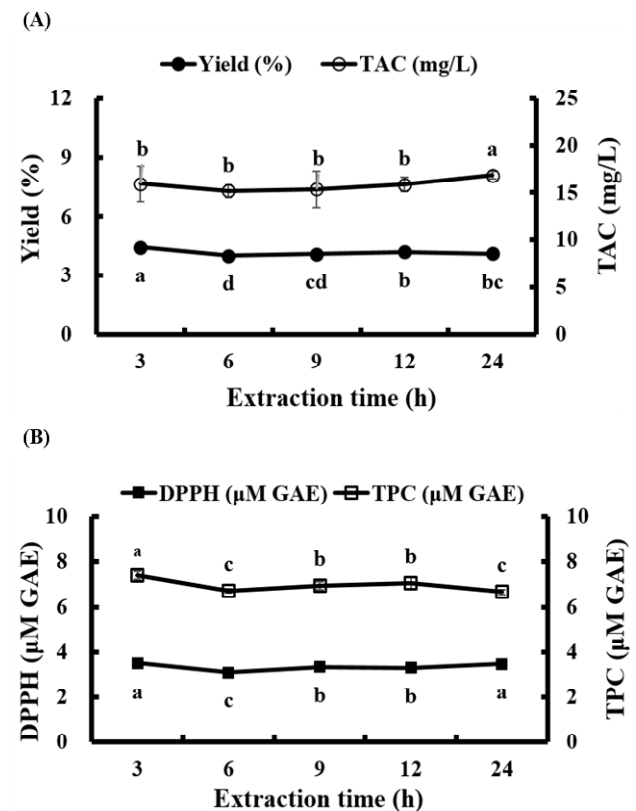 (A)
Yield (%) TAC (mg/L)
12 25
9 20
6 15
3 10
0 5
0
Yield (%)
TAC (mg/L)
b b b b a
a d cd b bc
3 6 9 12 24
Extraction time (h)
(B)
DPPH (μM GAE) TPC (μM GAE)
10 10
8 8
6 6
4 4
2 2
0 0
DPPH (μM GAE)
TPC (μM GAE)
a c b b c
a c b b a
3 6 9 12 24
Extraction time (h)